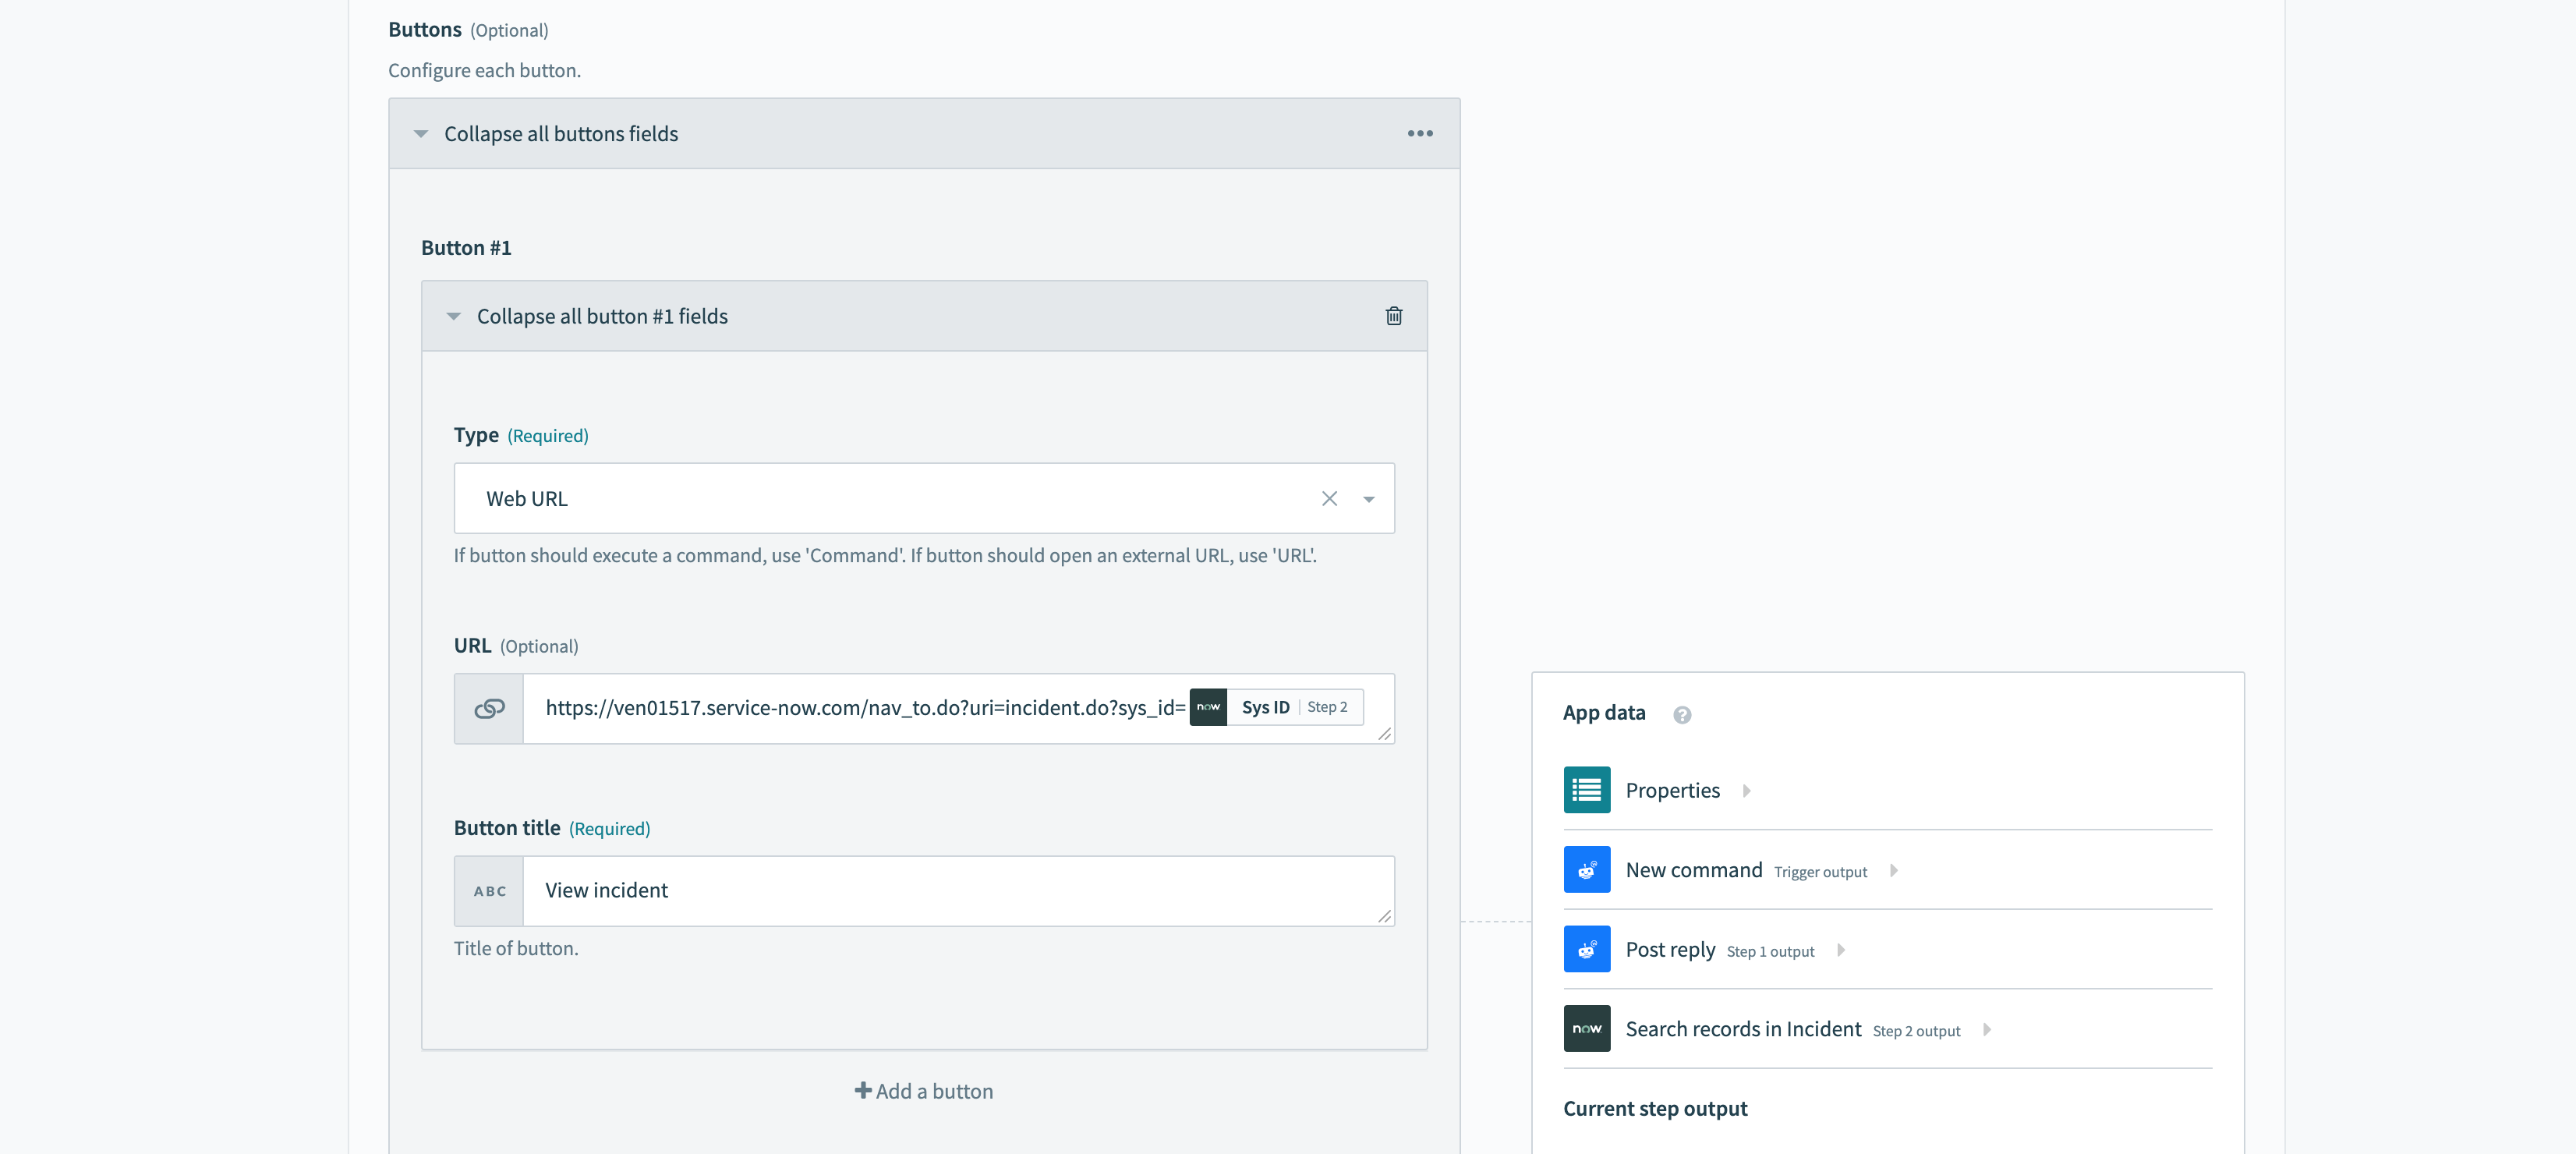 Buttons (Optional)
Configure each button.
Collapse all buttons fields
Button #1
Collapse all button #1 fields
Type (Required)
Web URL
If button should execute a command, use 'Command'. If button should open an external URL, use 'URL'.
URL (Optional)
https://ven01517.service-now.com/nav_to.do?uri=incident.do?sys_id= now Sys ID | Step 2
Button title (Required)
ABC View incident
Title of button.
+ Add a button
App data ?
Properties
New command Trigger output
Post reply Step 1 output
now Search records in Incident Step 2 output
Current step output